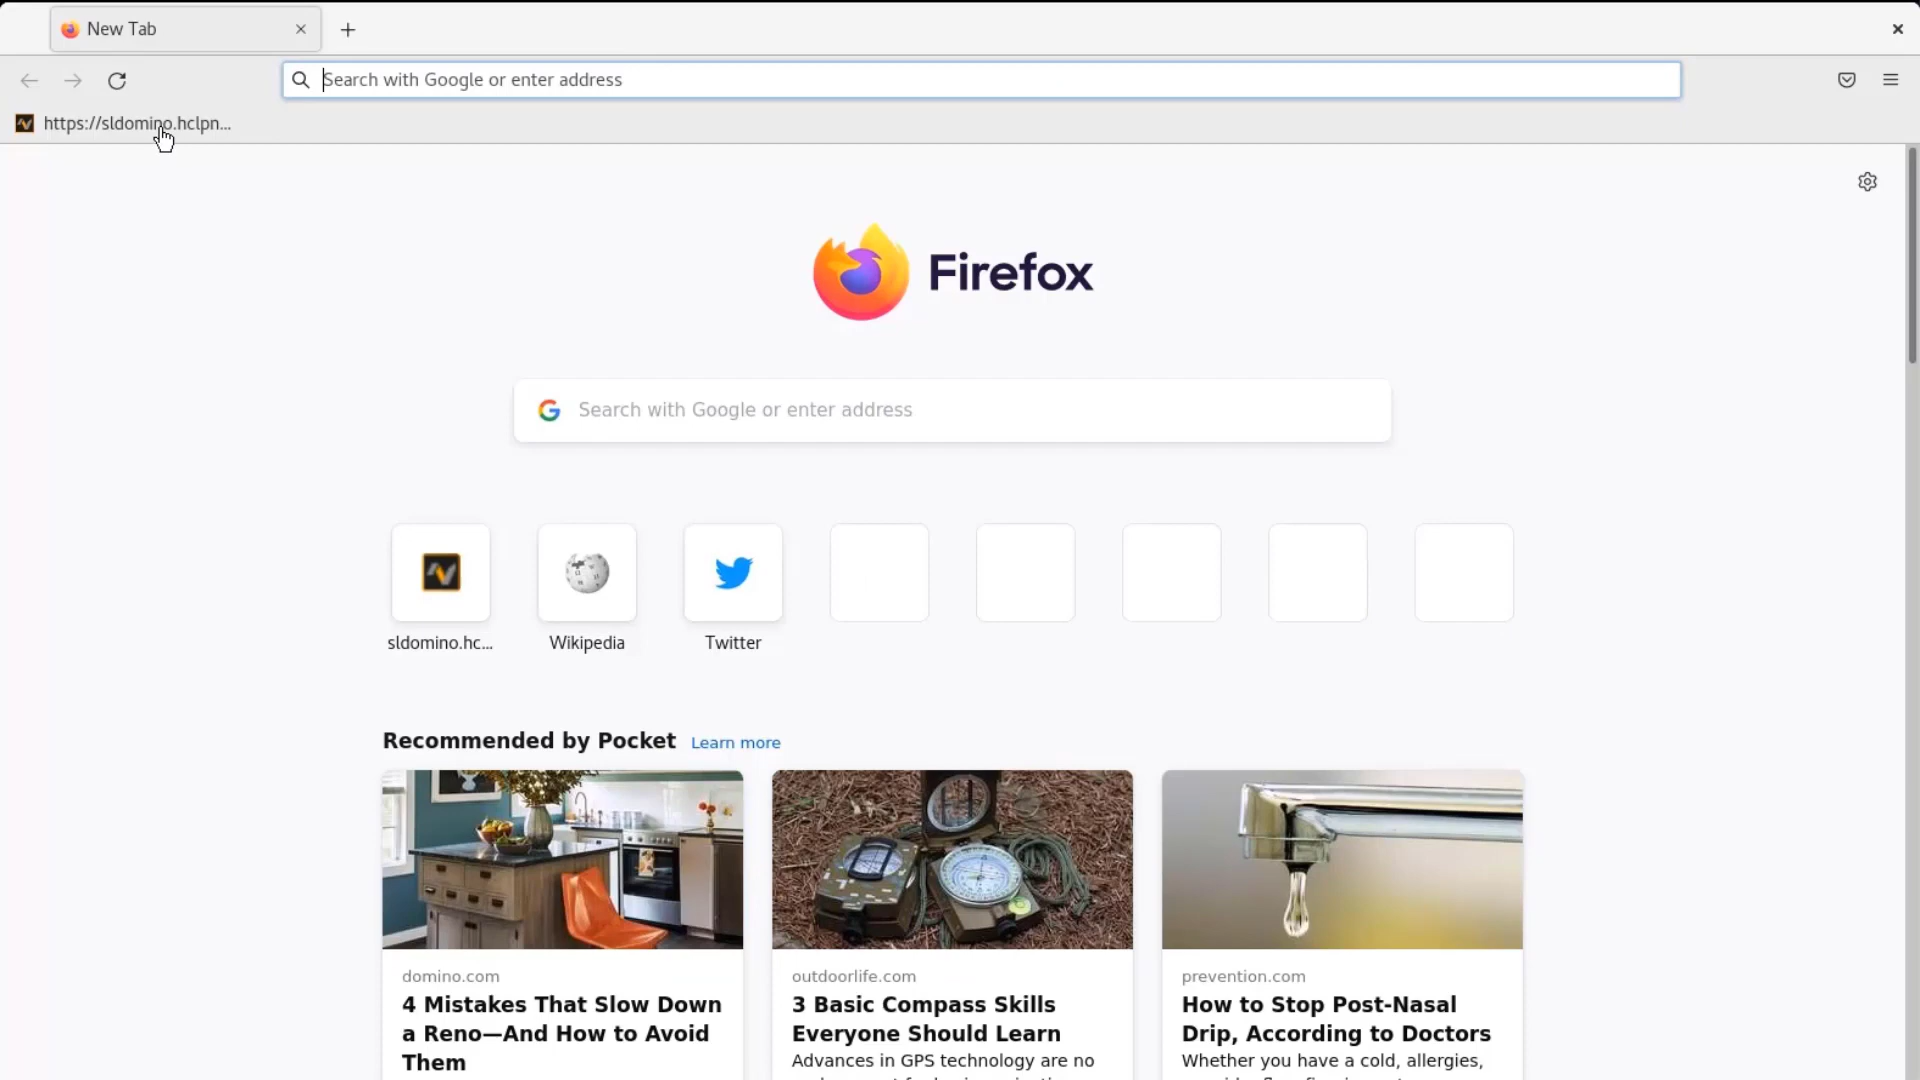 New Tab
Search with Google or enter address
https://sldomino.hclpn...
Firefox
Search with Google or enter address
sldomino.hc...
Wikipedia
Twitter
Recommended by Pocket Learn more
domino.com
4 Mistakes That Slow Down
a Reno—And How to Avoid
Them
outdoorlife.com
3 Basic Compass Skills
Everyone Should Learn
Advances in GPS technology are no
prevention.com
How to Stop Post-Nasal
Drip, According to Doctors
Whether you have a cold, allergies,